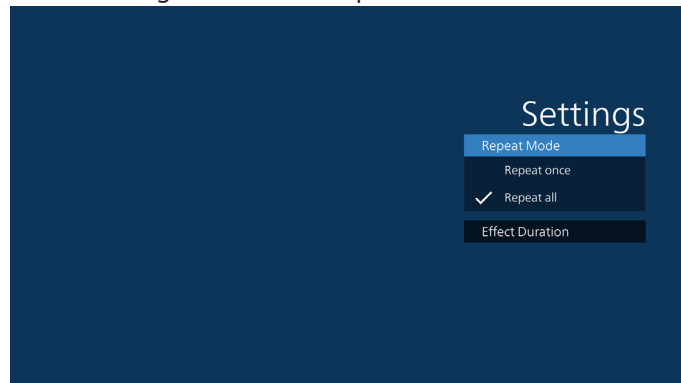 Settings
Repeat Mode
Repeat once
Repeat all
Effect Duration